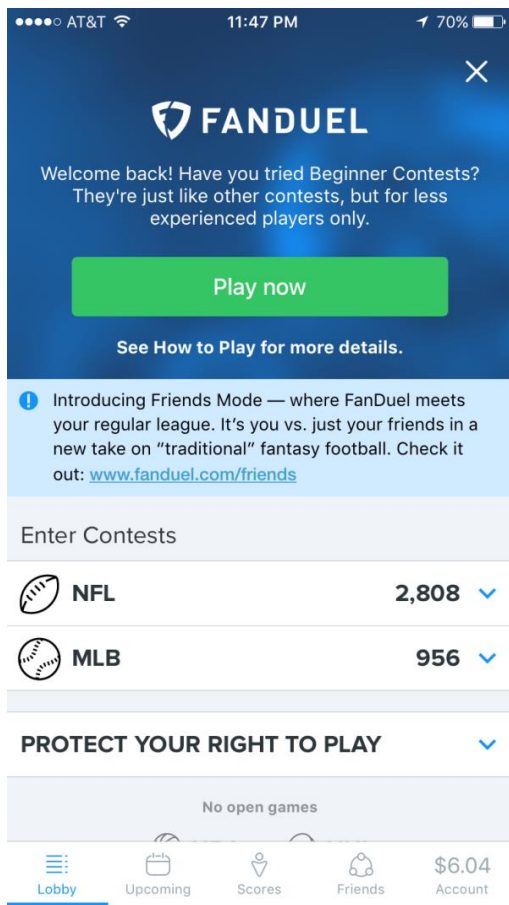 AT&T 11:47 PM 70%
FANDUEL
Welcome back! Have you tried Beginner Contests?
They're just like other contests, but for less
experienced players only.
Play now
See How to Play for more details.
Introducing Friends Mode — where FanDuel meets
your regular league. It's you vs. just your friends in a
new take on "traditional" fantasy football. Check it
out: www.fanduel.com/friends
Enter Contests
NFL 2,808
MLB 956
PROTECT YOUR RIGHT TO PLAY
No open games
Lobby Upcoming Scores Friends $6.04 Account